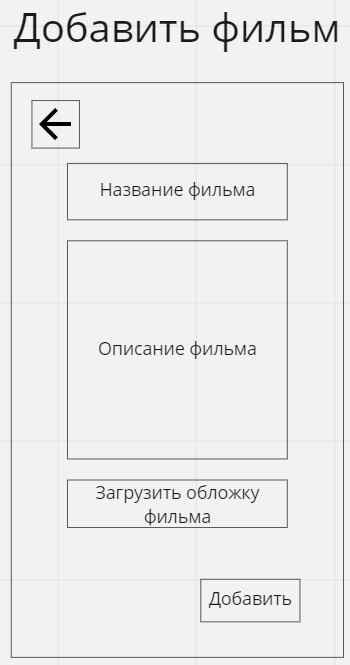 Добавить фильм
Название фильма
Описание фильма
Загрузить обложку
фильма
Добавить